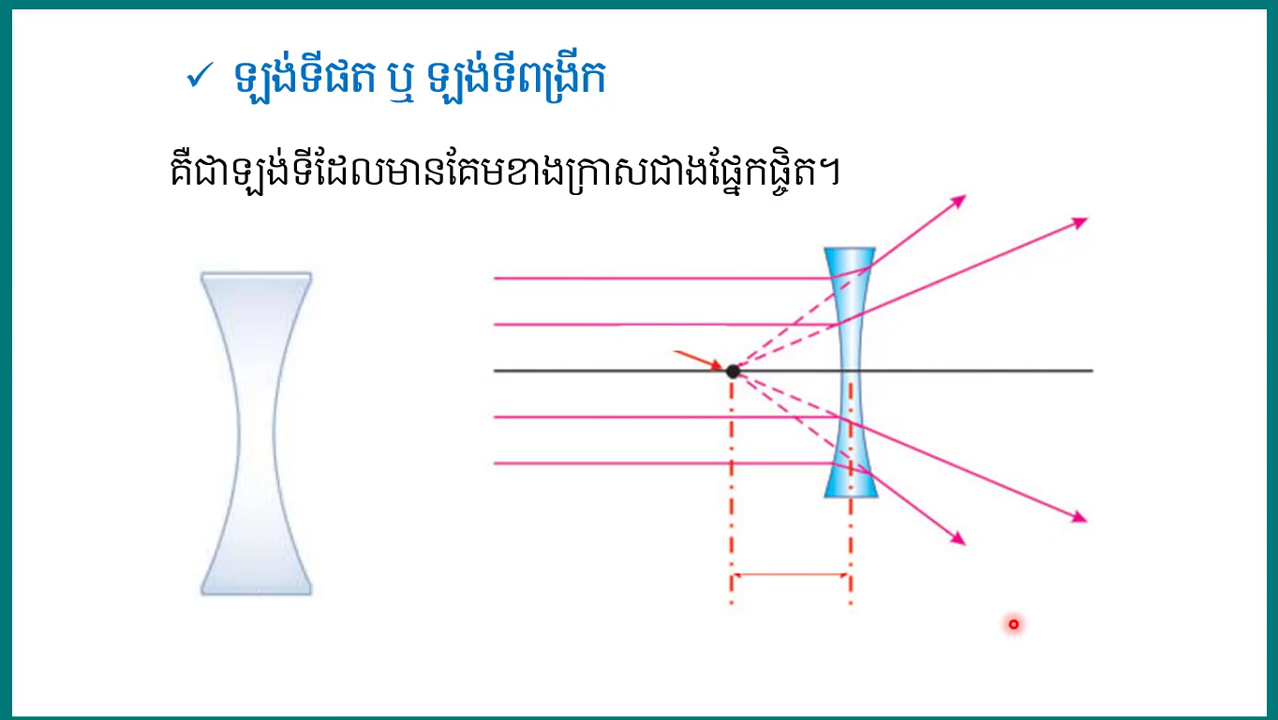 ឡង់ទីផត ឬ ឡង់ទីពង្រីក
គឺជាឡង់ទីដែលមានគែមខាងក្រាសជាងផ្នែកផ្ចិត។